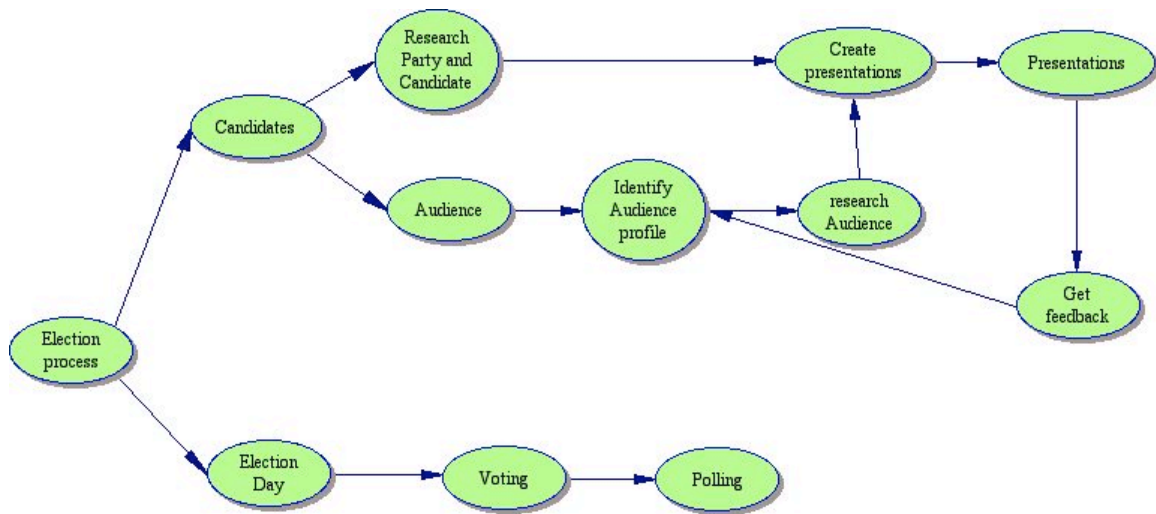 Research
Party and
Candidate
Create
presentations
Presentations
Candidates
Audience
Identify
Audience
profile
research
Audience
Get
feedback
Election
process
Election
Day
Voting
Polling